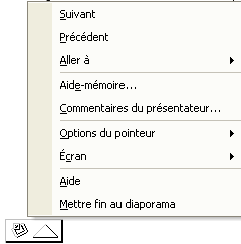 Suivant
Précédent
Aller à
Aide-mémoire...
Commentaires du présentateur...
Options du pointeur
Écran
Aide
Mettre fin au diaporama